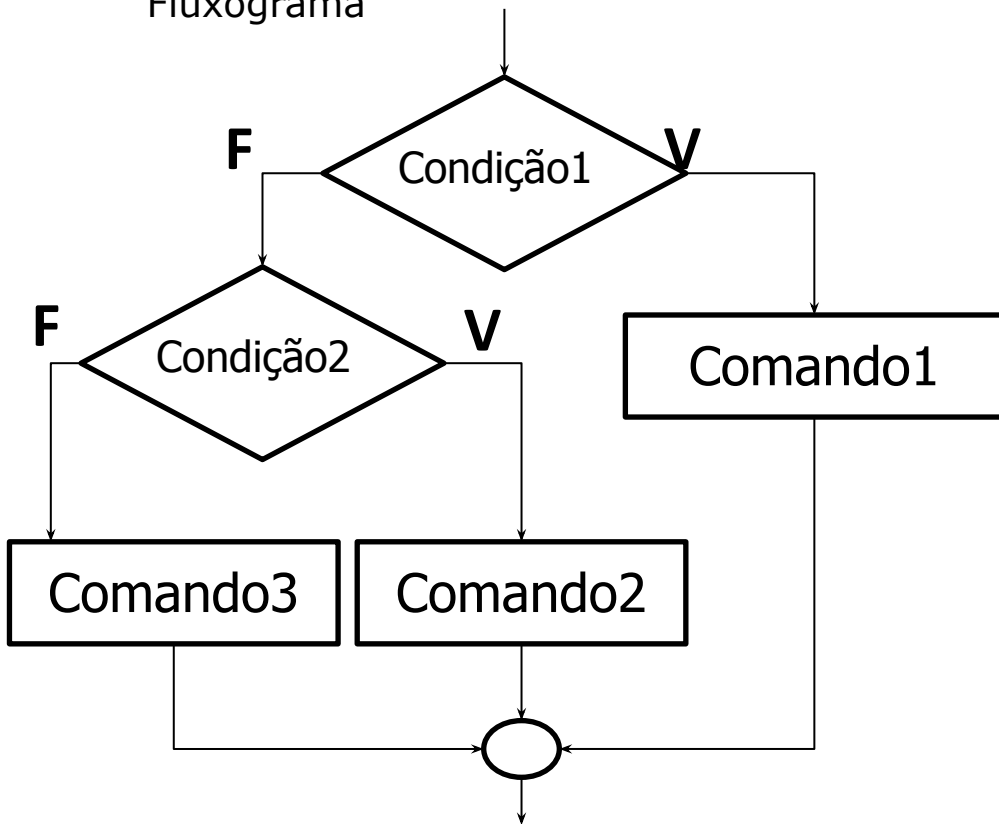 Fluxograma
F
V
Condição1
F
V
Condição2
Comando1
Comando3
Comando2